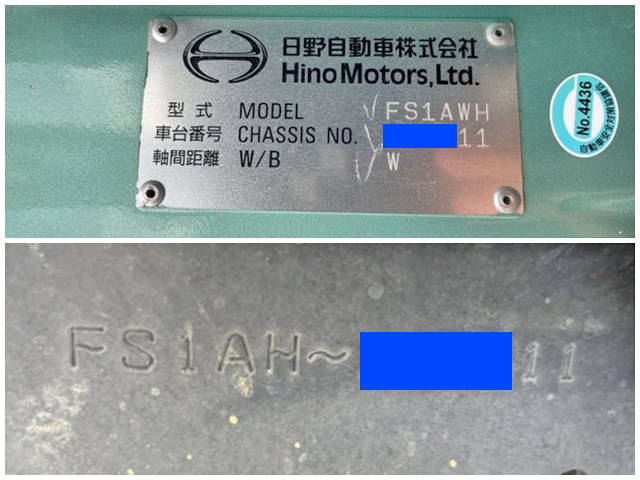 日野自動車株式会社
Hino Motors,Ltd.
型式 MODEL FS1AWH
車台番号 CHASSIS NO. 11
軸間距離 W/B W
No.4436
FS1AH~ 11